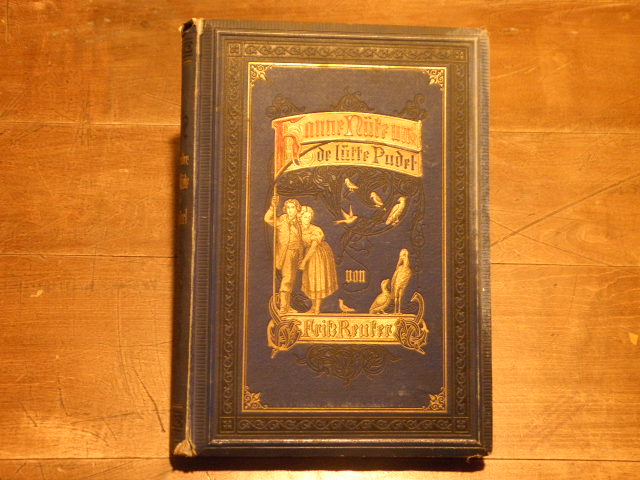 Hanne Nüte un
de lütte Pudel
von
Fritz Reuter